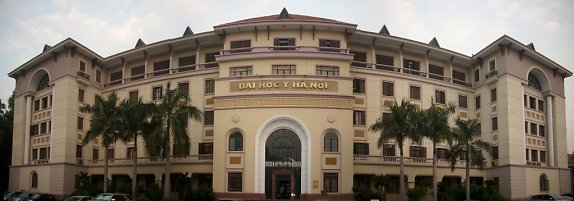 ĐẠI HỌC Y HÀ NỘI